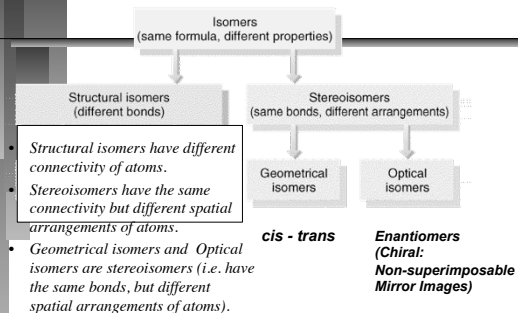 Isomers
(same formula, different properties)
Structural isomers
(different bonds)
Stereoisomers
(same bonds, different arrangements)
• Structural isomers have different
connectivity of atoms.
• Stereoisomers have the same
connectivity but different spatial
arrangements of atoms.
• Geometrical isomers and Optical
isomers are stereoisomers (i.e. have
the same bonds, but different
spatial arrangements of atoms).
Geometrical
isomers
Optical
isomers
cis - trans
Enantiomers
(Chiral:
Non-superimposable
Mirror Images)